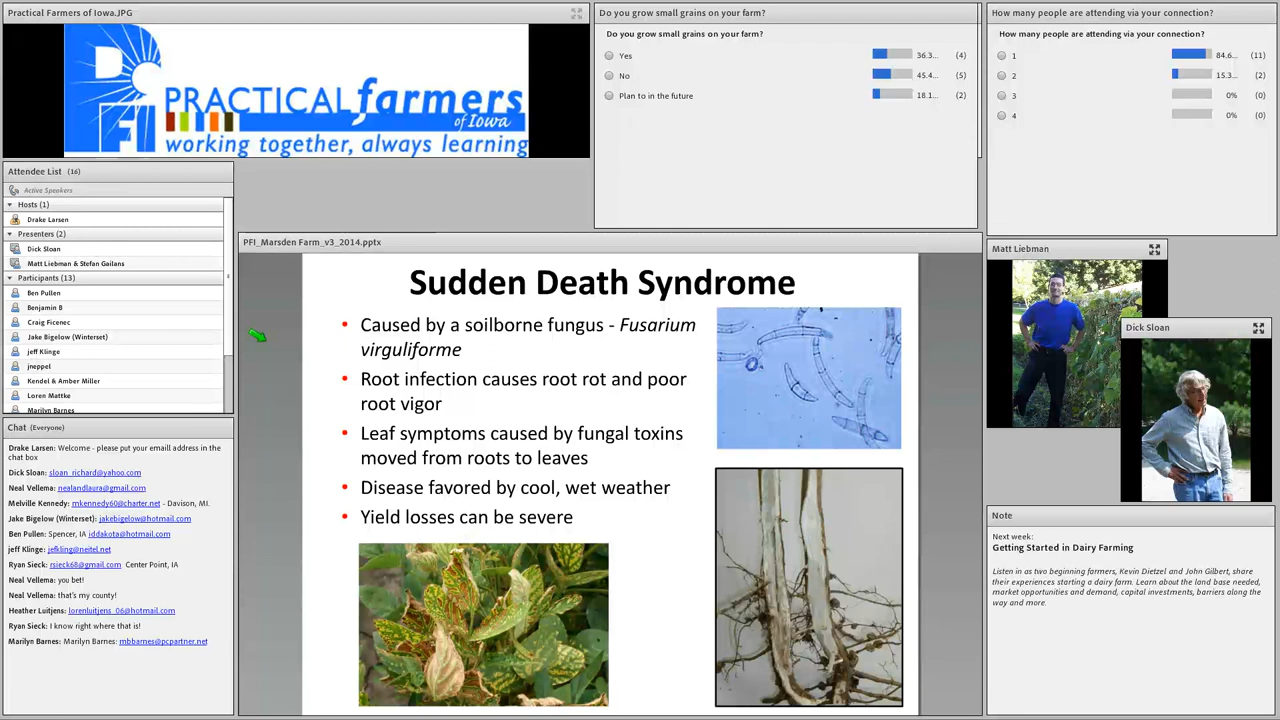 Practical Farmers of Iowa.JPG
PRACTICAL farmers
of Iowa
PFI
working together, always learning
Do you grow small grains on your farm?
Do you grow small grains on your farm?
Yes 36.3... (4)
No 45.4... (5)
Plan to in the future 18.1... (2)
How many people are attending via your connection?
How many people are attending via your connection?
1 84.6... (11)
2 15.3... (2)
3 0% (0)
4 0% (0)
Attendee List (16)
Active Speakers
Hosts (1)
Drake Larsen
Presenters (2)
Dick Sloan
Matt Liebman & Stefan Gailans
Participants (13)
Ben Pullen
Benjamin B
Craig Ficenec
Jake Bigelow (Winterset)
jeff Klinge
jneppel
Kendel & Amber Miller
Loren Mattke
Marilyn Barnes
Chat (Everyone)
Drake Larsen: Welcome - please put your emaill address in the
chat box
Dick Sloan: sloan_richard@yahoo.com
Neal Vellema: nealandlaura@gmail.com
Melville Kennedy: mkennedy60@charter.net - Davison, MI.
Jake Bigelow (Winterset): jakebigelow@hotmail.com
Ben Pullen: Spencer, IA iddakota@hotmail.com
jeff Klinge: jefkling@neitel.net
Ryan Sieck: rsieck68@gmail.com Center Point, IA
Neal Vellema: you bet!
Neal Vellema: that's my county!
Heather Luitjens: lorenluitjens_06@hotmail.com
Ryan Sieck: I know right where that is!
Marilyn Barnes: Marilyn Barnes: mbbarnes@pcpartner.net
PFI_Marsden Farm_v3_2014.pptx
Sudden Death Syndrome
• Caused by a soilborne fungus - Fusarium
virguliforme
• Root infection causes root rot and poor
root vigor
• Leaf symptoms caused by fungal toxins
moved from roots to leaves
• Disease favored by cool, wet weather
• Yield losses can be severe
Matt Liebman
Dick Sloan
Note
Next week:
Getting Started in Dairy Farming
Listen in as two beginning farmers, Kevin Dietzel and John Gilbert, share
their experiences starting a dairy farm. Learn about the land base needed,
market opportunities and demand, capital investments, barriers along the
way and more.